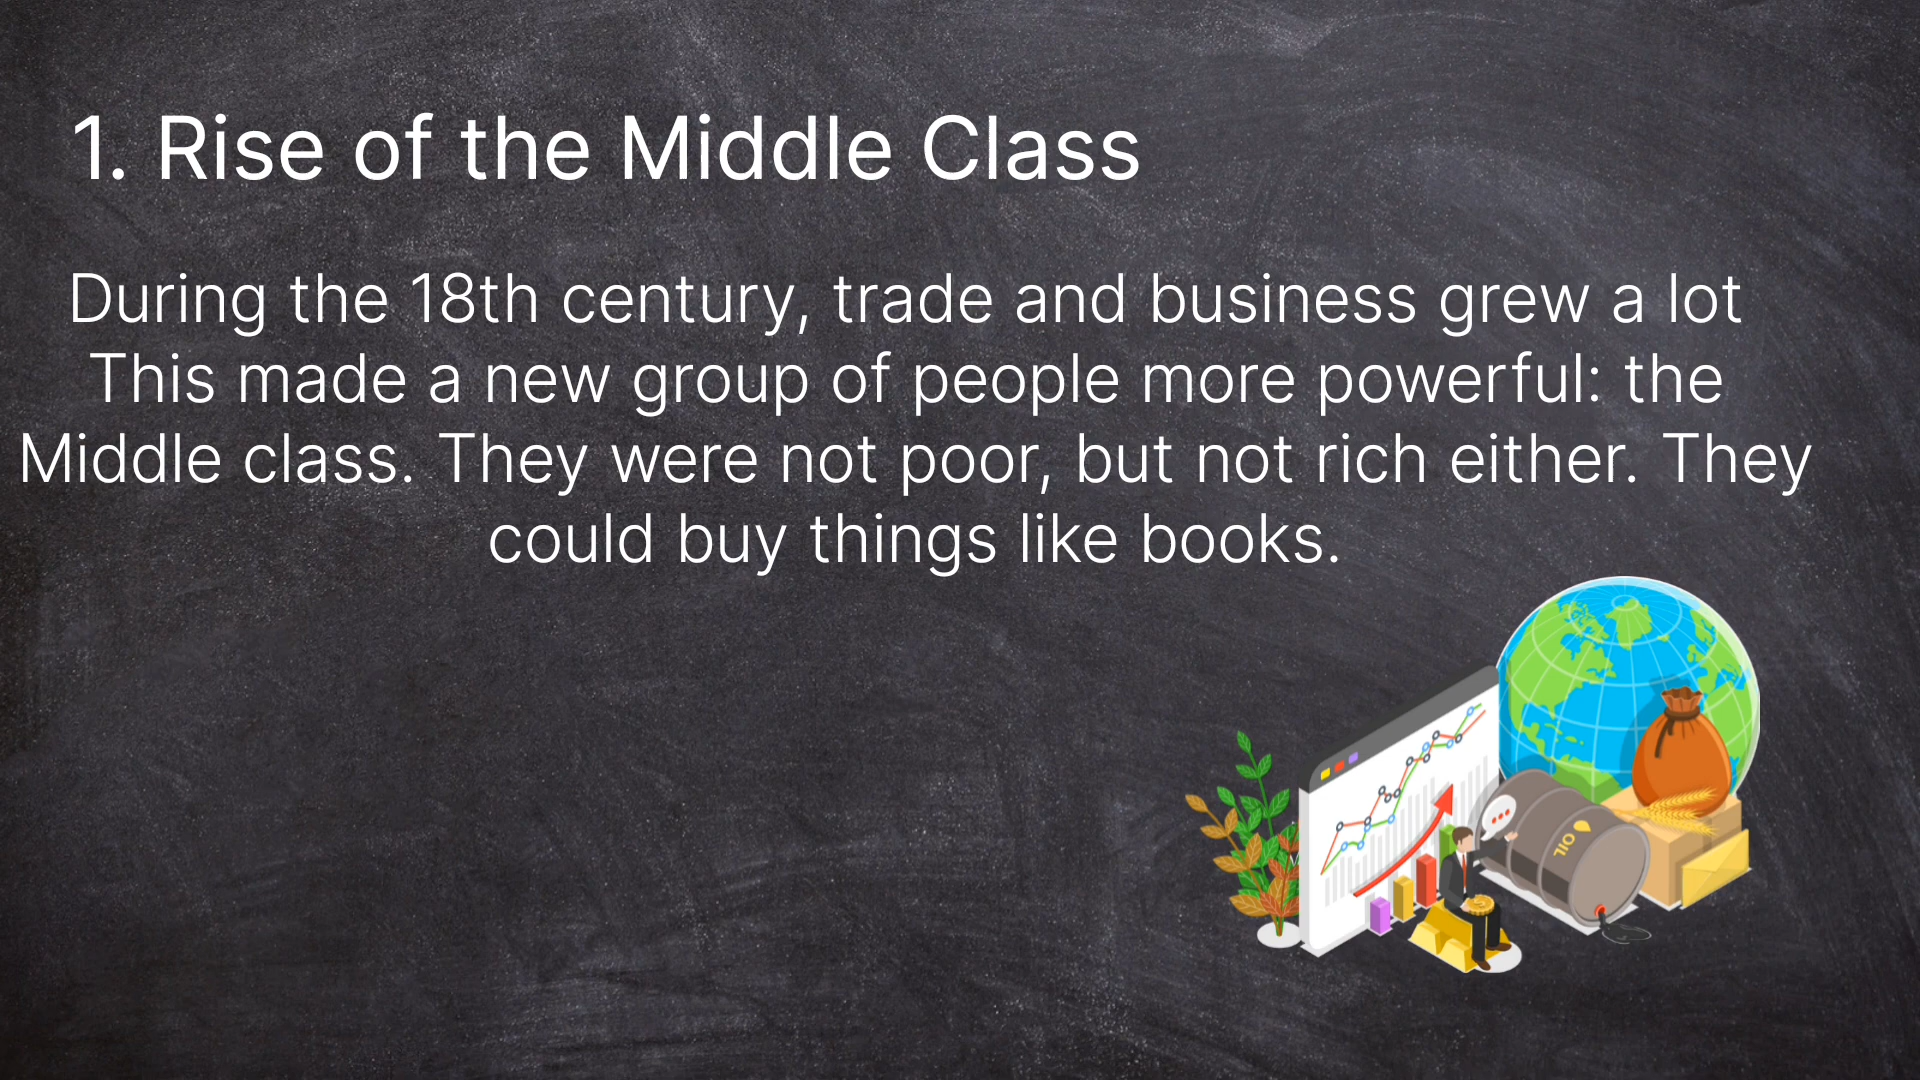 1. Rise of the Middle Class
During the 18th century, trade and business grew a lot
This made a new group of people more powerful: the
Middle class. They were not poor, but not rich either. They
could buy things like books.
OIL